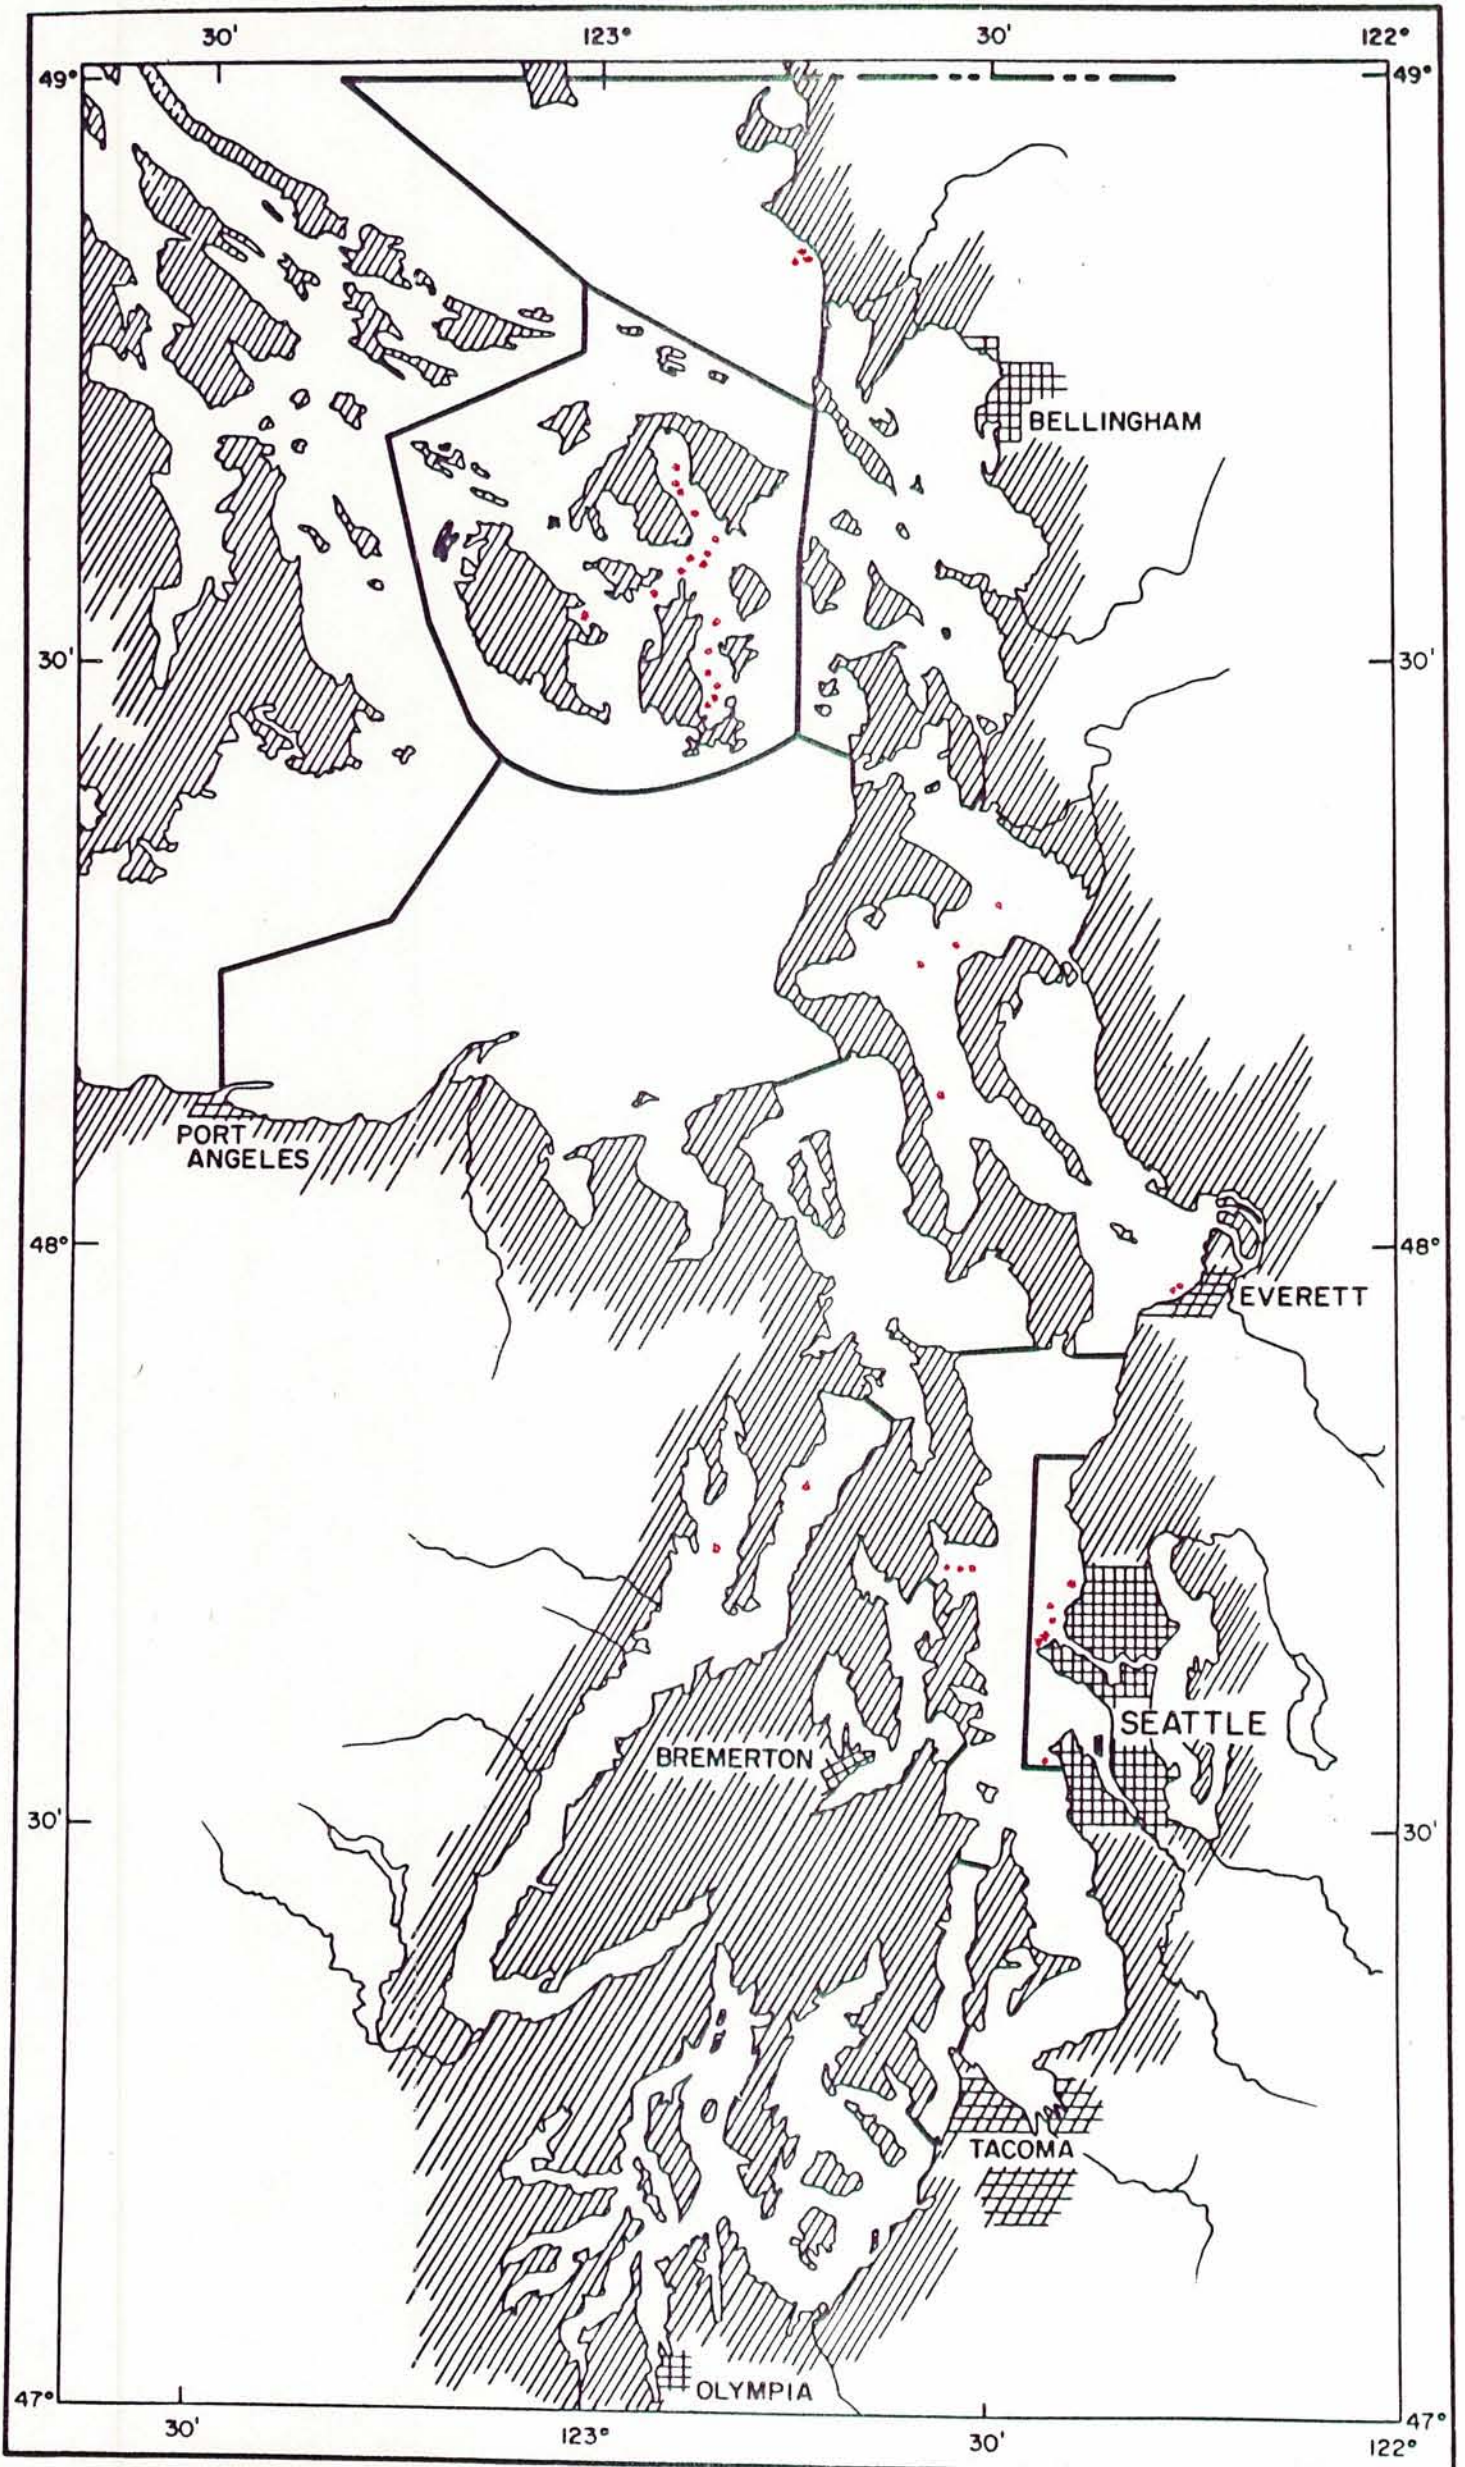 30' 123° 30' 122°
49° 49°
BELLINGHAM
30' 30'
PORT
ANGELES
48° 48°
EVERETT
SEATTLE
BREMERTON
30' 30'
TACOMA
OLYMPIA
47° 47°
30' 123° 30' 122°